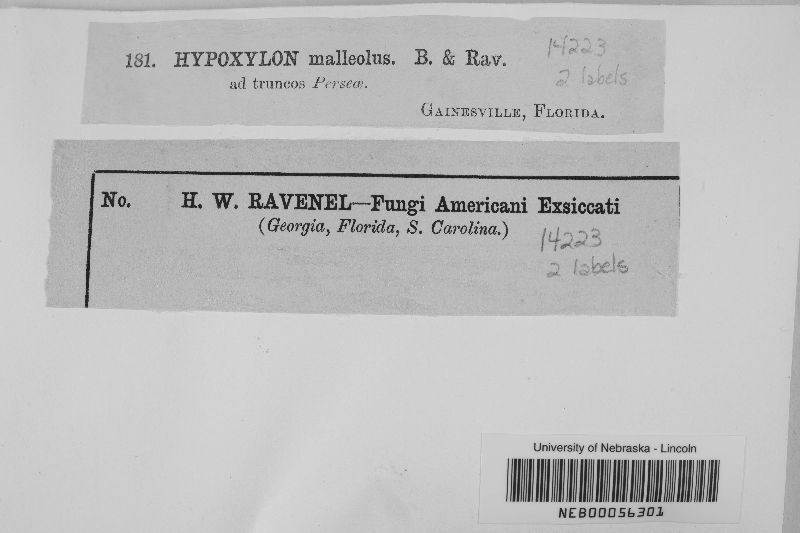 181. HYPOXYLON malleolus. B. & Rav.
ad truncos Perseæ.
GAINESVILLE, FLORIDA.
14223
2 labels
No. H. W. RAVENEL—Fungi Americani Exsiccati
(Georgia, Florida, S. Carolina.)
14223
2 labels
University of Nebraska - Lincoln
NEB00056301